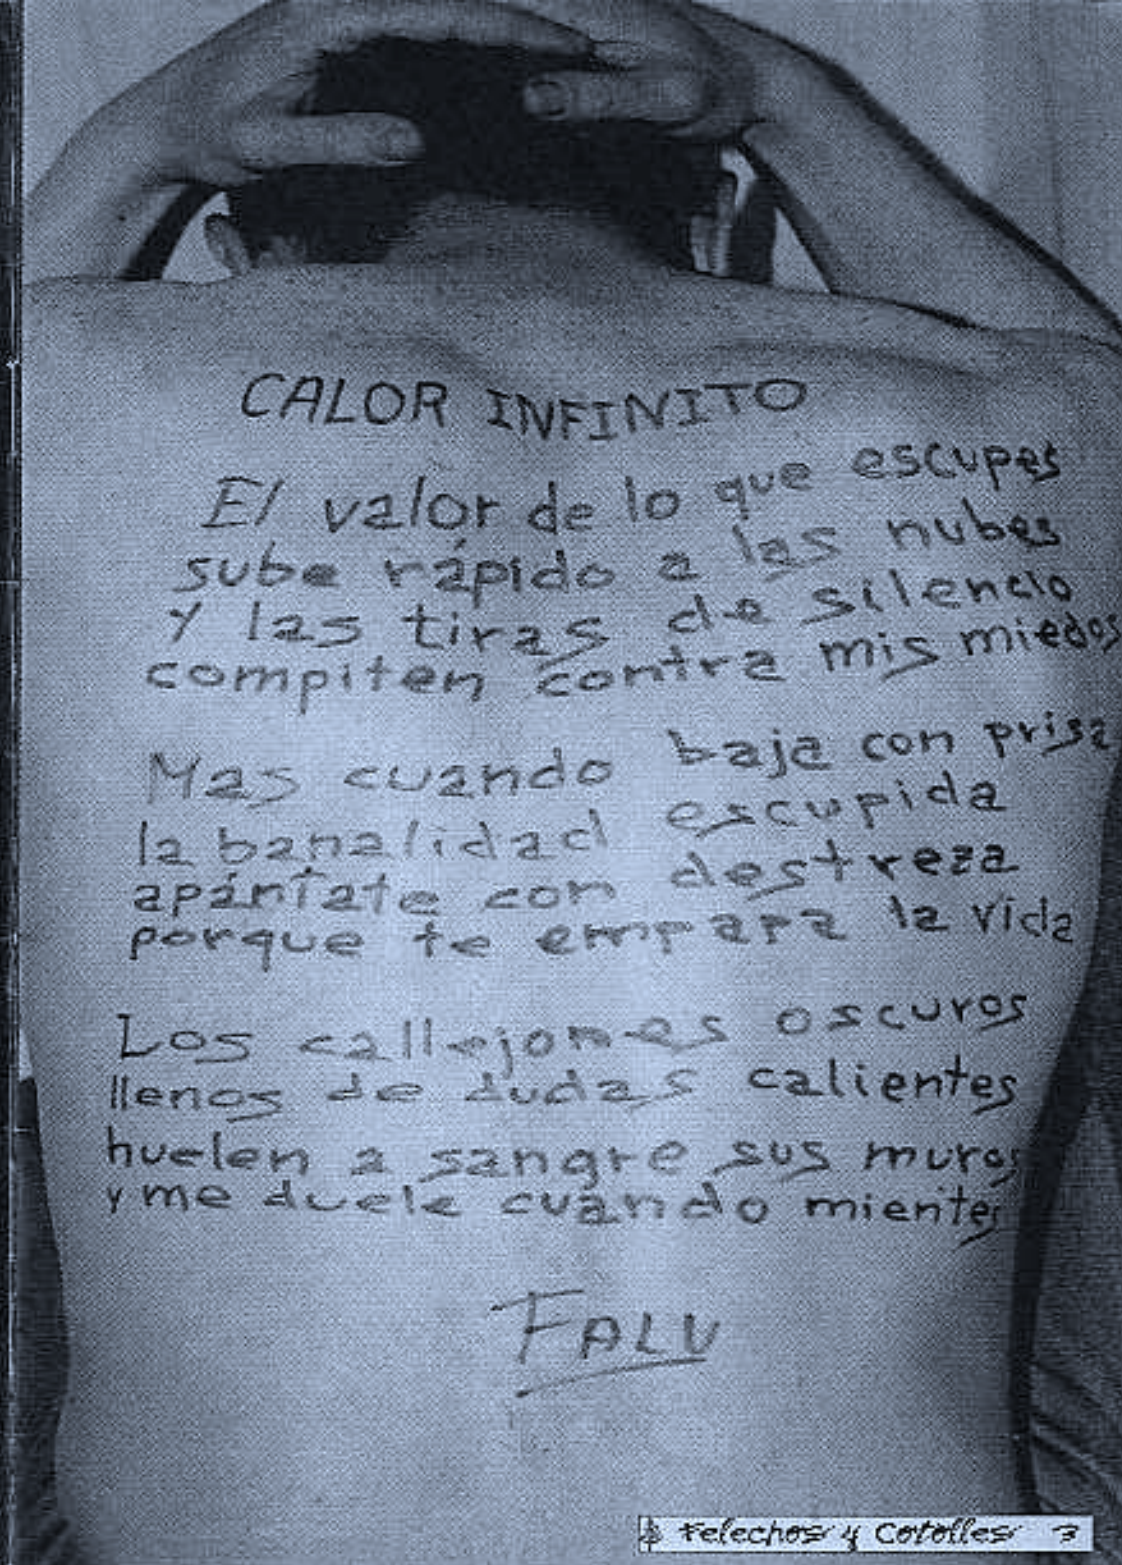 CALOR INFINITO
El valor de lo que escupes
sube rápido a las nubes
Y las tiras de silencio
compiten contra mis miedos
Mas cuando baja con prisa
la banalidad escupida
apántate con destreza
porque te empapa la vida
Los callejones oscuros
llenos de dudas calientes
huelen a sangre sus muros
y me duele cuando mientes
FALU
Felechos y Cotolles 3